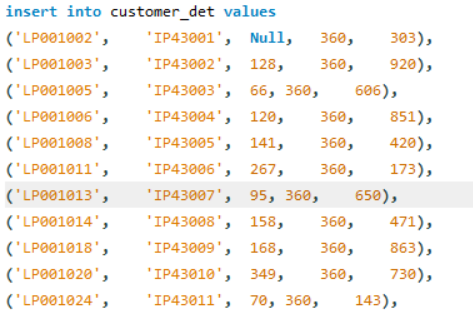 insert into customer_det values
('LP001002', 'IP43001', Null, 360, 303),
('LP001003', 'IP43002', 128, 360, 920),
('LP001005', 'IP43003', 66, 360, 606),
('LP001006', 'IP43004', 120, 360, 851),
('LP001008', 'IP43005', 141, 360, 420),
('LP001011', 'IP43006', 267, 360, 173),
('LP001013', 'IP43007', 95, 360, 650),
('LP001014', 'IP43008', 158, 360, 471),
('LP001018', 'IP43009', 168, 360, 863),
('LP001020', 'IP43010', 349, 360, 730),
('LP001024', 'IP43011', 70, 360, 143),